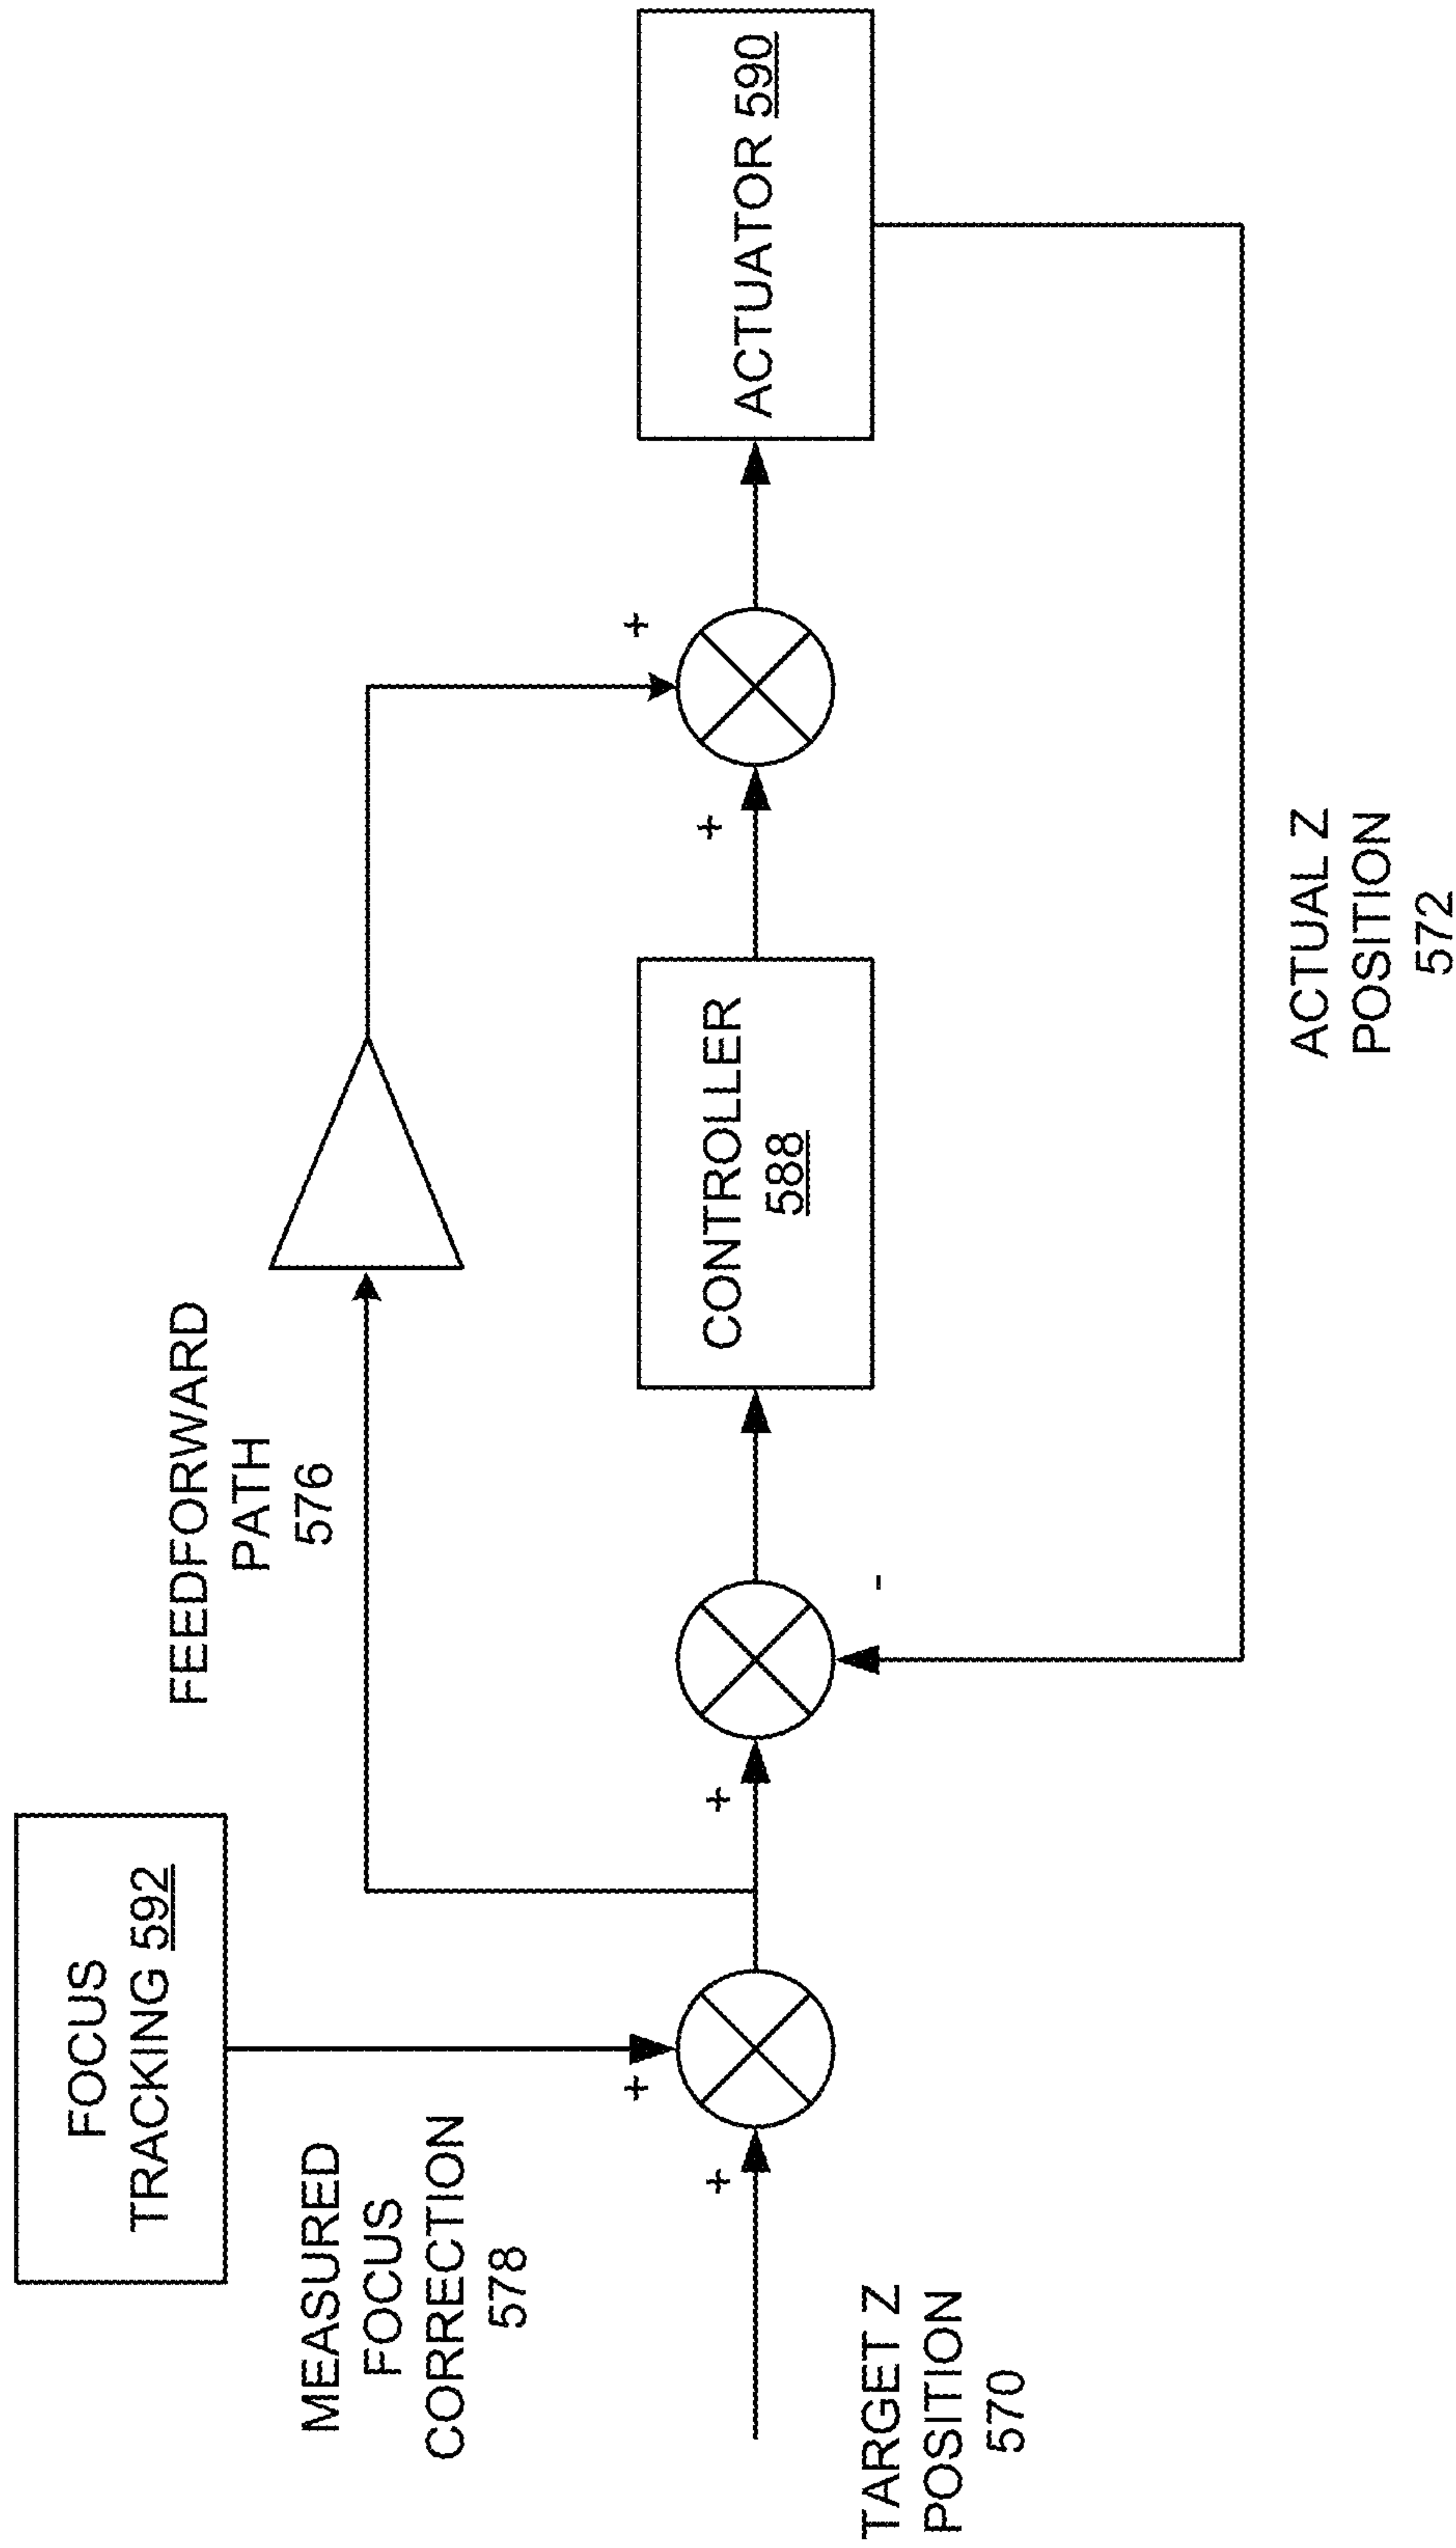 FOCUS
TRACKING 592
MEASURED
FOCUS
CORRECTION
578
FEEDFORWARD
PATH
576
TARGET Z
POSITION
570
+
+
+
-
CONTROLLER
588
+
+
ACTUATOR 590
ACTUAL Z
POSITION
572